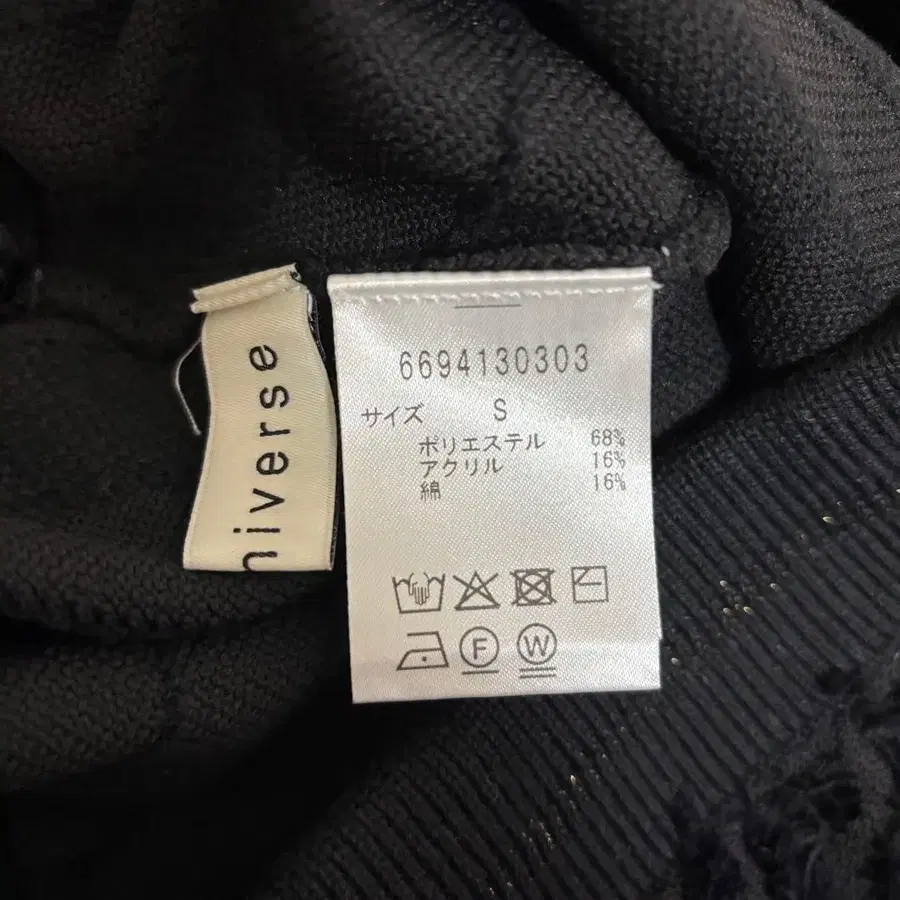 niverse
6694130303
サイズ S
ポリエステル 68%
アクリル 16%
綿 16%
F W